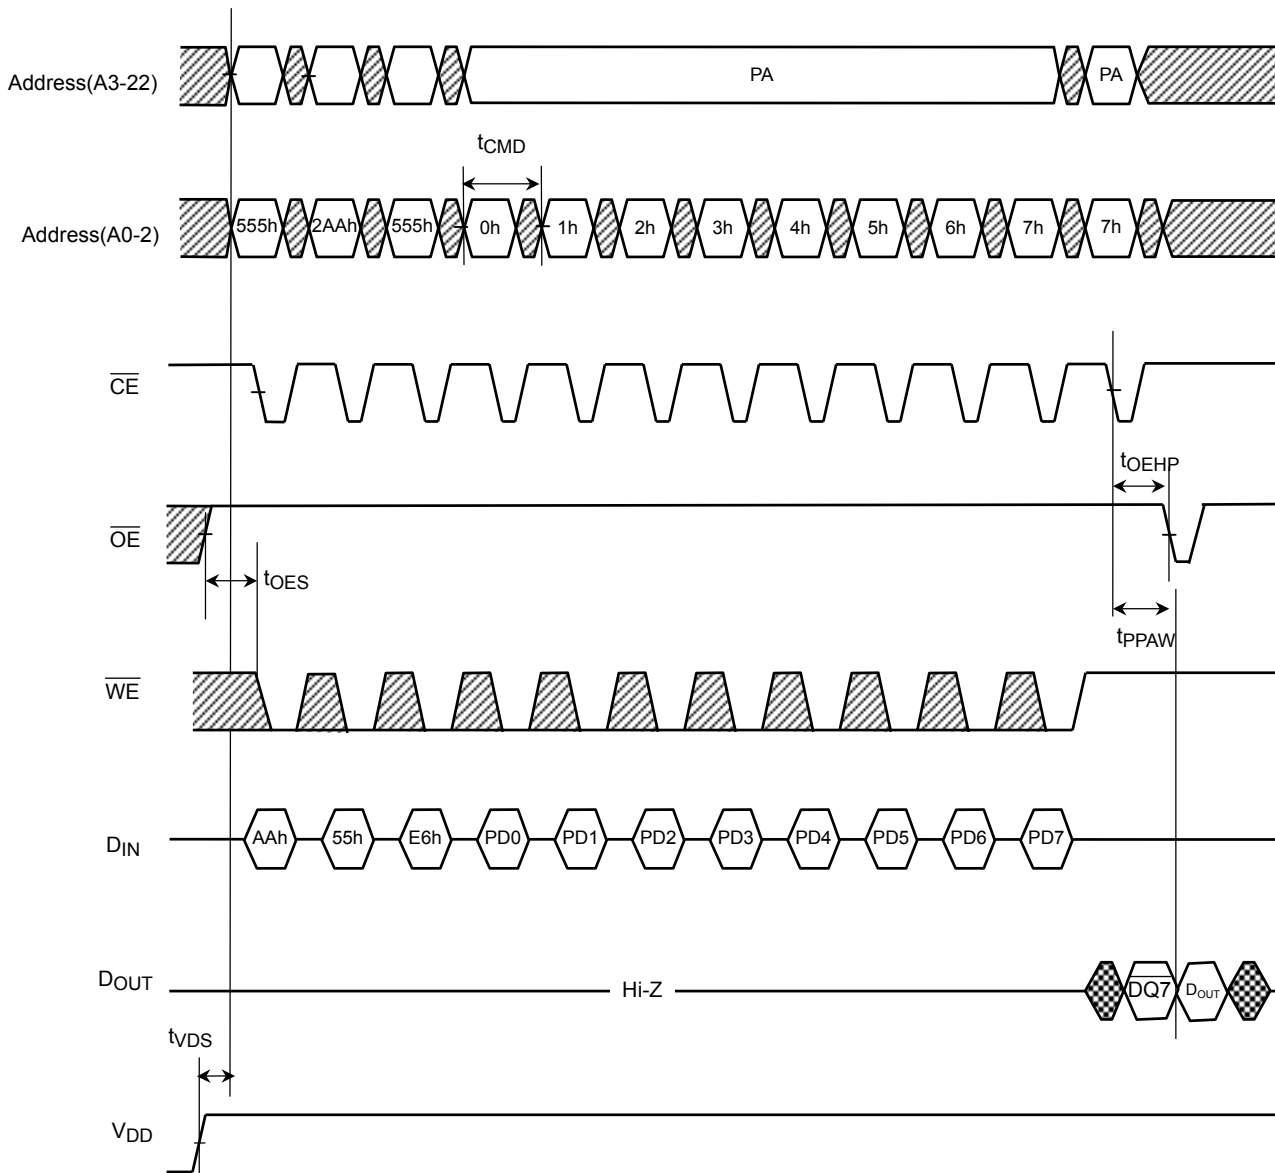 Address(A3-22) PA PA
tCMD
Address(A0-2) 555h 2AAh 555h 0h 1h 2h 3h 4h 5h 6h 7h 7h
CE
tOEHP
OE
tOES
tPPAW
WE
DIN AAh 55h E6h PD0 PD1 PD2 PD3 PD4 PD5 PD6 PD7
DOUT Hi-Z DQ7 DOUT
tVDS
VDD